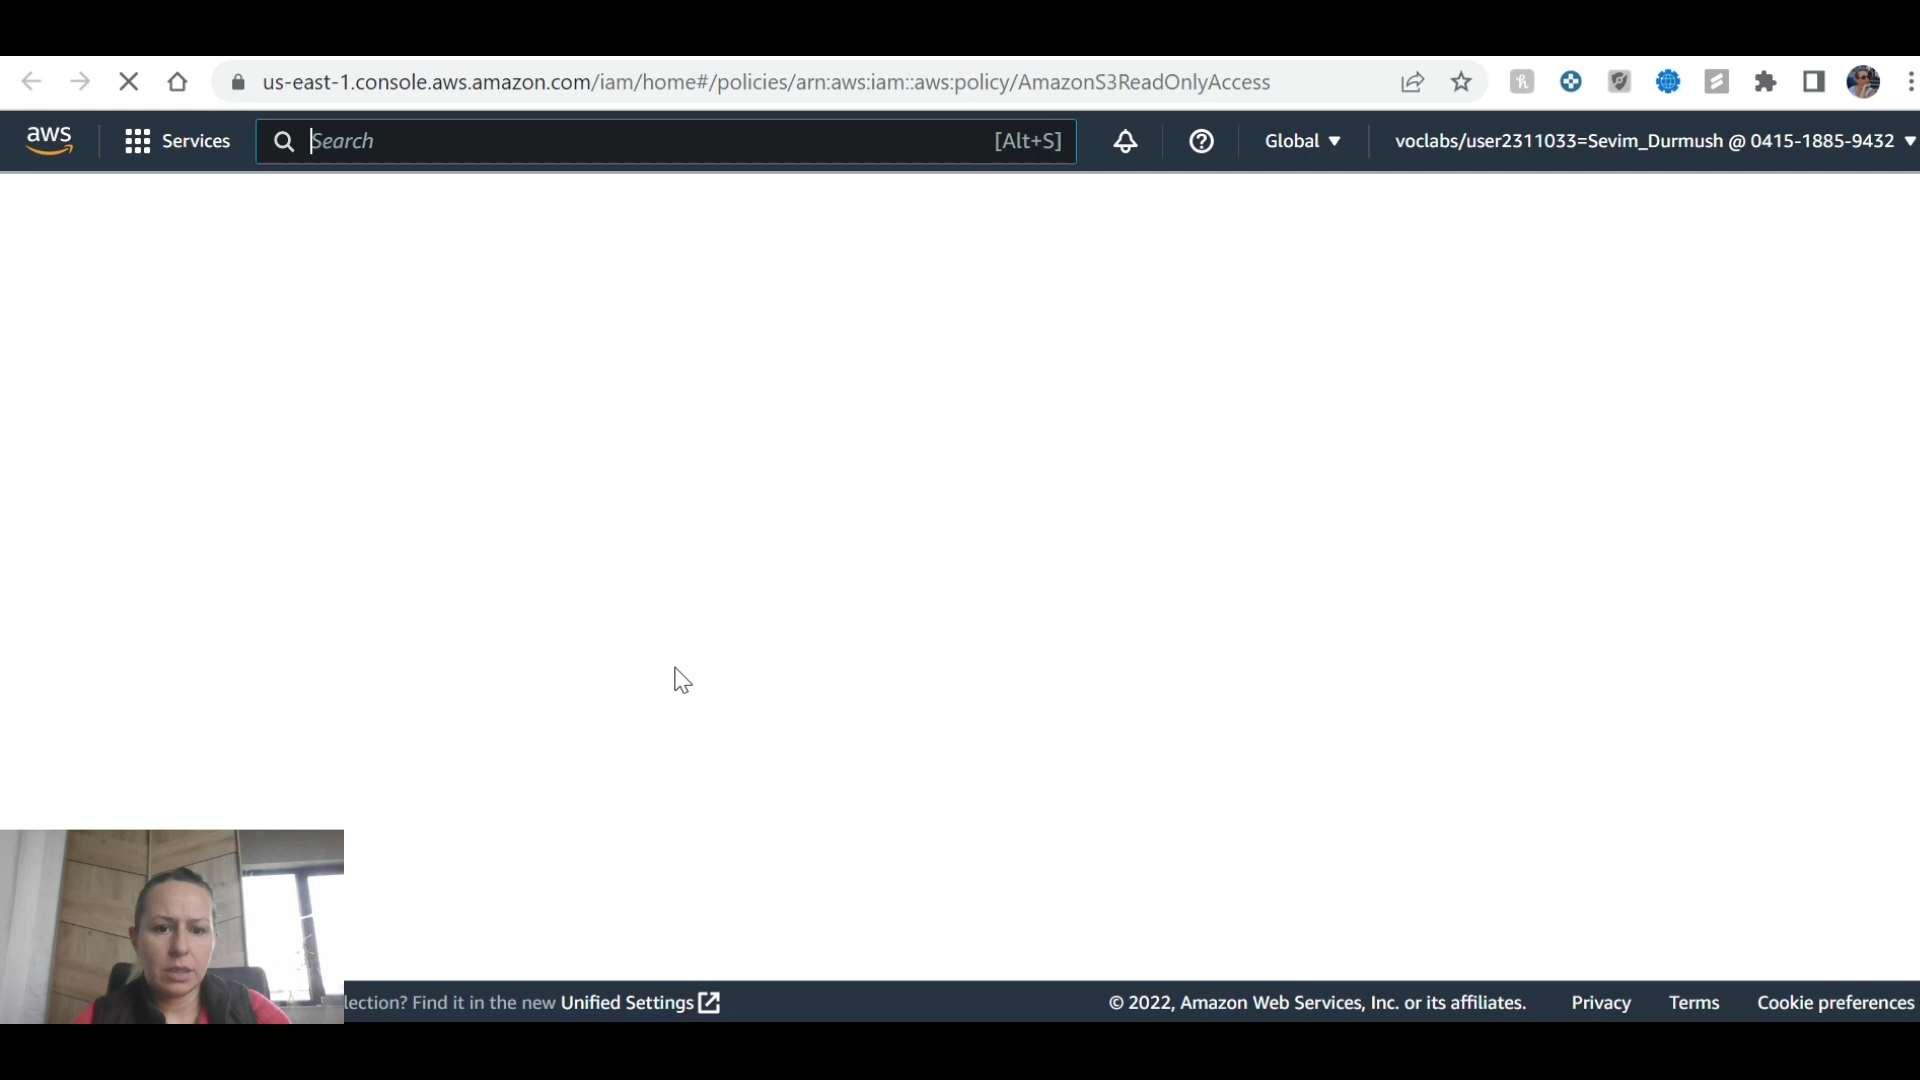 us-east-1.console.aws.amazon.com/iam/home#/policies/arn:aws:iam::aws:policy/AmazonS3ReadOnlyAccess
aws Services Search [Alt+S] Global voclabs/user2311033=Sevim_Durmush @ 0415-1885-9432
lection? Find it in the new Unified Settings © 2022, Amazon Web Services, Inc. or its affiliates. Privacy Terms Cookie preferences